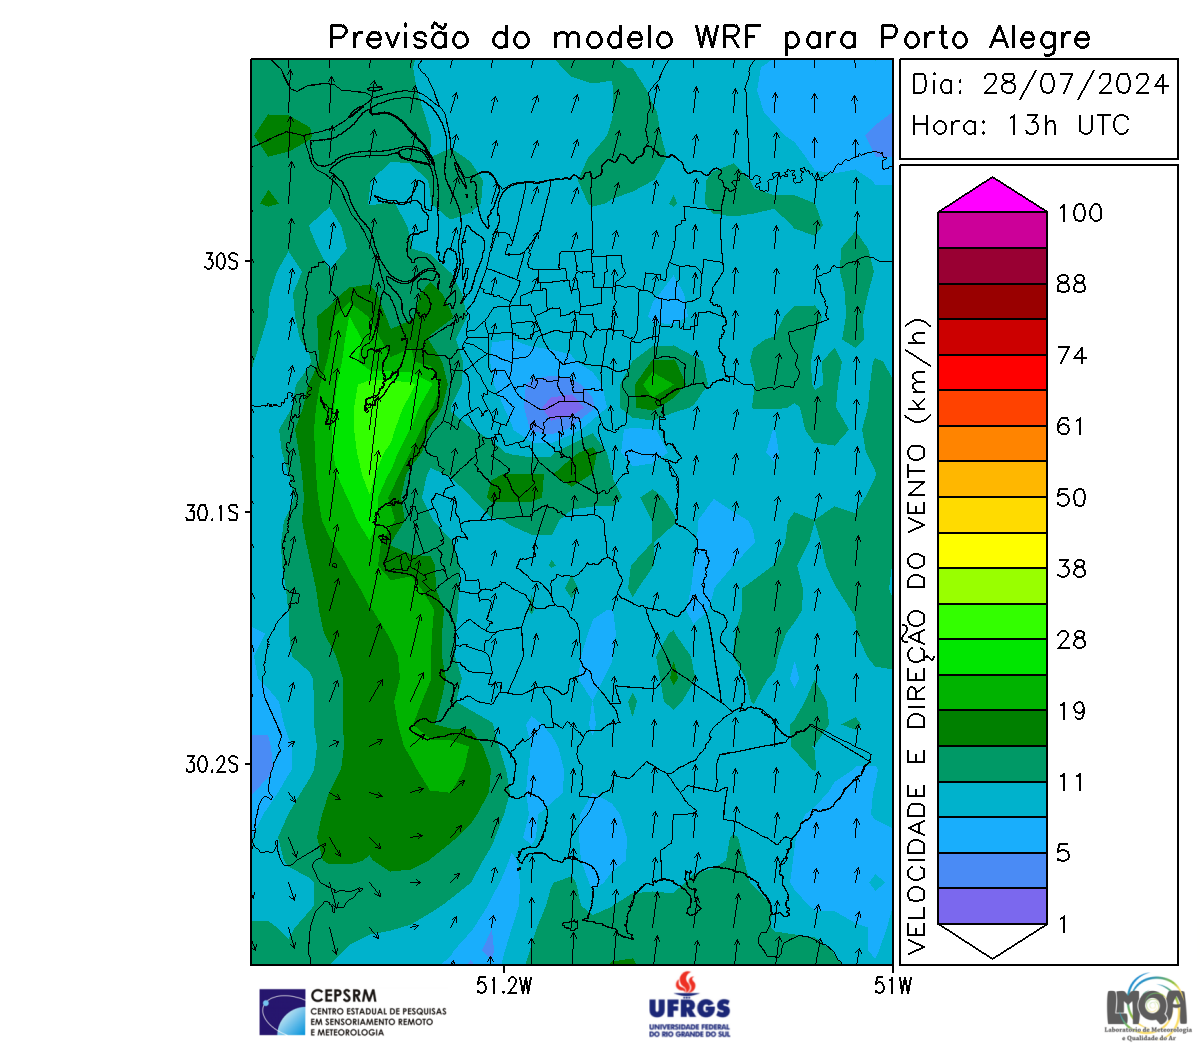 Previsão do modelo WRF para Porto Alegre
Dia: 28/07/2024
Hora: 13h UTC
30S
30.1S
30.2S
51.2W
51W
VELOCIDADE E DIREÇÃO DO VENTO (km/h)
100
88
74
61
50
38
28
19
11
5
1
CEPSRM
CENTRO ESTADUAL DE PESQUISAS
EM SENSORIAMENTO REMOTO
E METEOROLOGIA
UFRGS
UNIVERSIDADE FEDERAL
DO RIO GRANDE DO SUL
LMQA
Laboratório de Meteorologia
e Qualidade do Ar